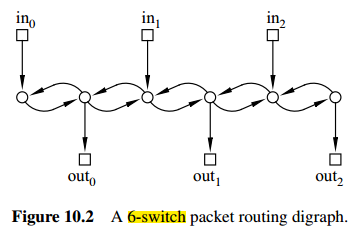 in₀ in₁ in₂
out₀ out₁ out₂
Figure 10.2 A 6-switch packet routing digraph.